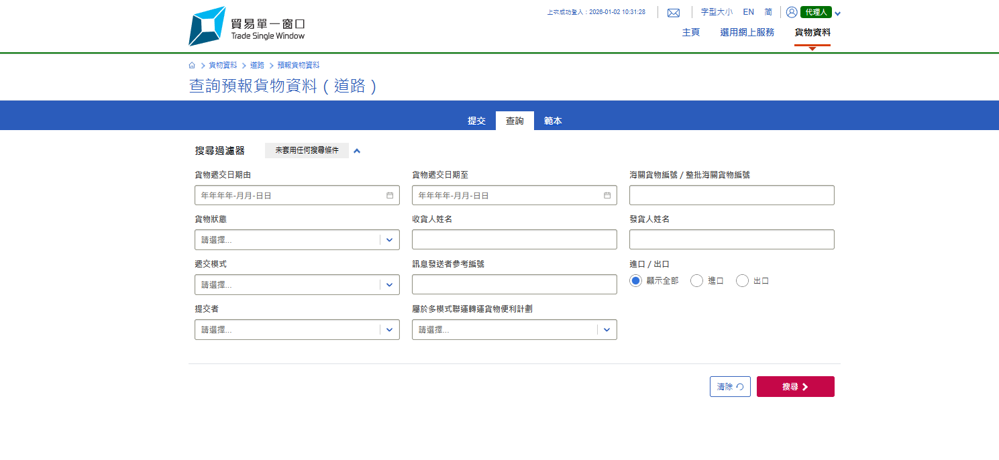 上次成功登入：2026-01-02 10:31:28 字型大小 EN 简 代理人
貿易單一窗口
Trade Single Window
主頁 選用網上服務 貨物資料
貨物資料 道路 預報貨物資料
查詢預報貨物資料 ( 道路 )
提交 查詢 範本
搜尋過濾器 未套用任何搜尋條件
貨物遞交日期由 貨物遞交日期至 海關貨物編號 / 整批海關貨物編號
年年年年-月月-日日 年年年年-月月-日日
貨物狀態 收貨人姓名 發貨人姓名
請選擇...
遞交模式 訊息發送者參考編號 進口 / 出口
請選擇... 顯示全部 進口 出口
提交者 屬於多模式聯運轉運貨物便利計劃
請選擇... 請選擇...
清除 搜尋